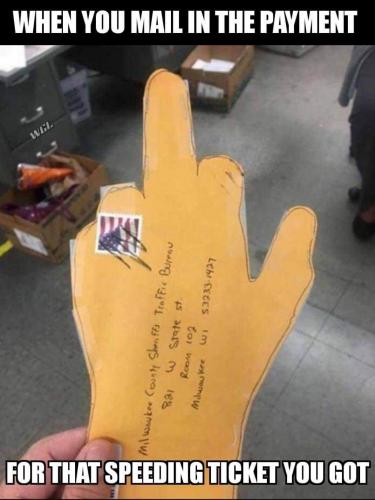 WHEN YOU MAIL IN THE PAYMENT
WGL
Milwaukee County Sheriffs Traffic Bureau
821 W State St.
Room 102
Milwaukee WI 53233-1427
FOR THAT SPEEDING TICKET YOU GOT